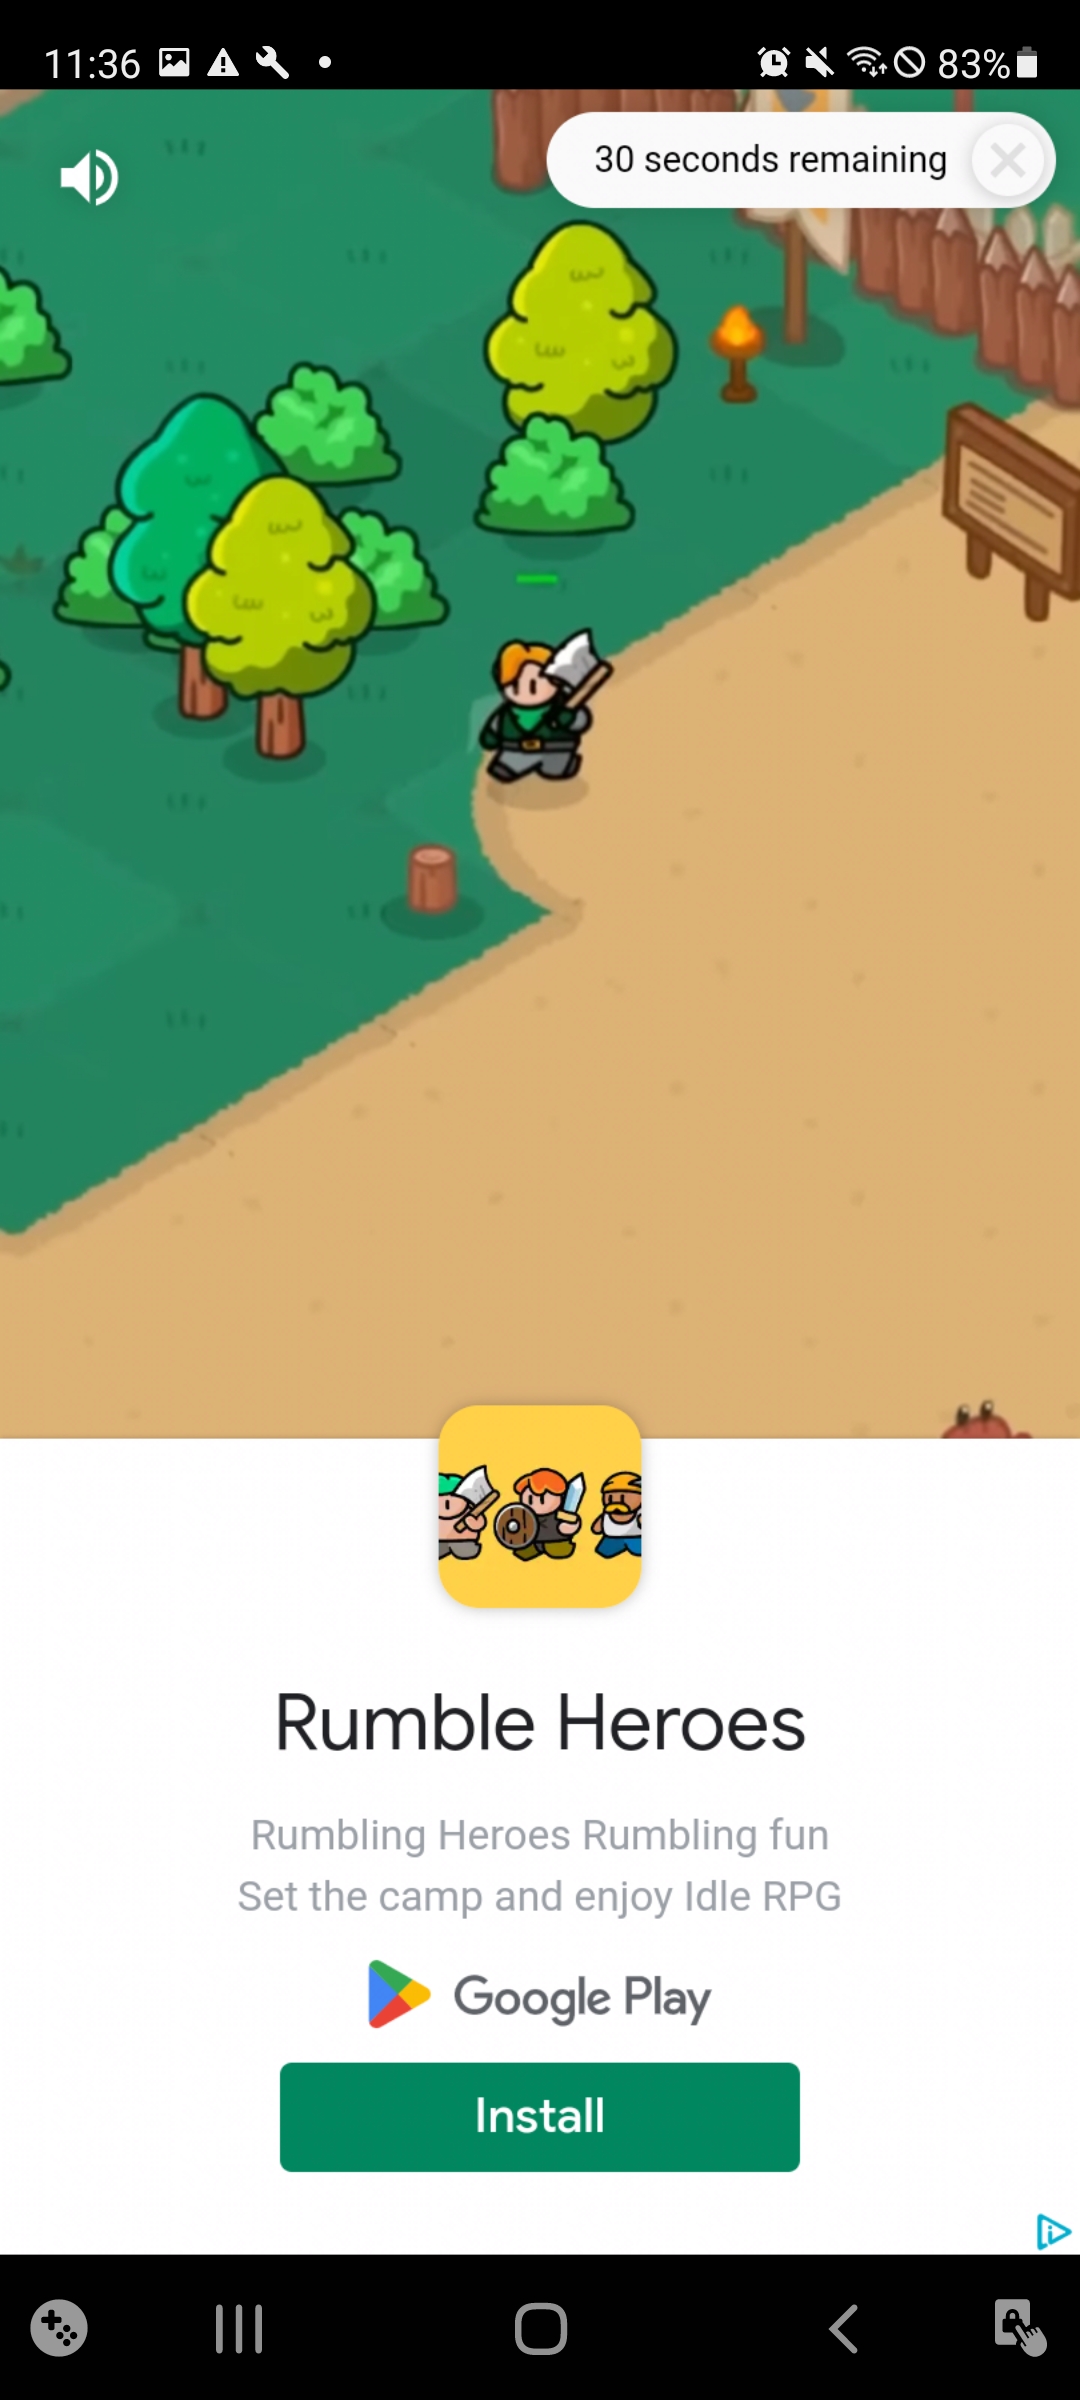 11:36
83%
30 seconds remaining
Rumble Heroes
Rumbling Heroes Rumbling fun
Set the camp and enjoy Idle RPG
Google Play
Install